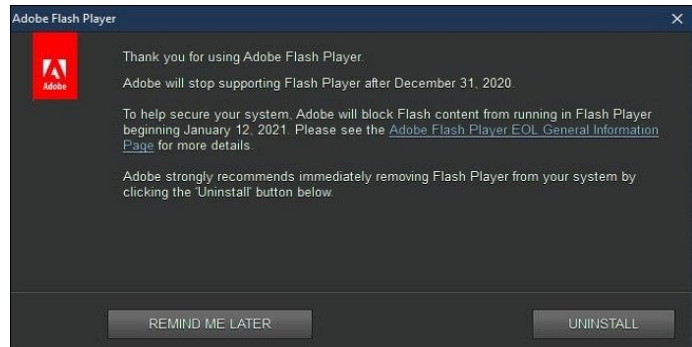 Adobe Flash Player
Adobe
Thank you for using Adobe Flash Player.
Adobe will stop supporting Flash Player after December 31, 2020.
To help secure your system, Adobe will block Flash content from running in Flash Player
beginning January 12, 2021. Please see the Adobe Flash Player EOL General Information
Page for more details.
Adobe strongly recommends immediately removing Flash Player from your system by
clicking the 'Uninstall' button below.
REMIND ME LATER
UNINSTALL